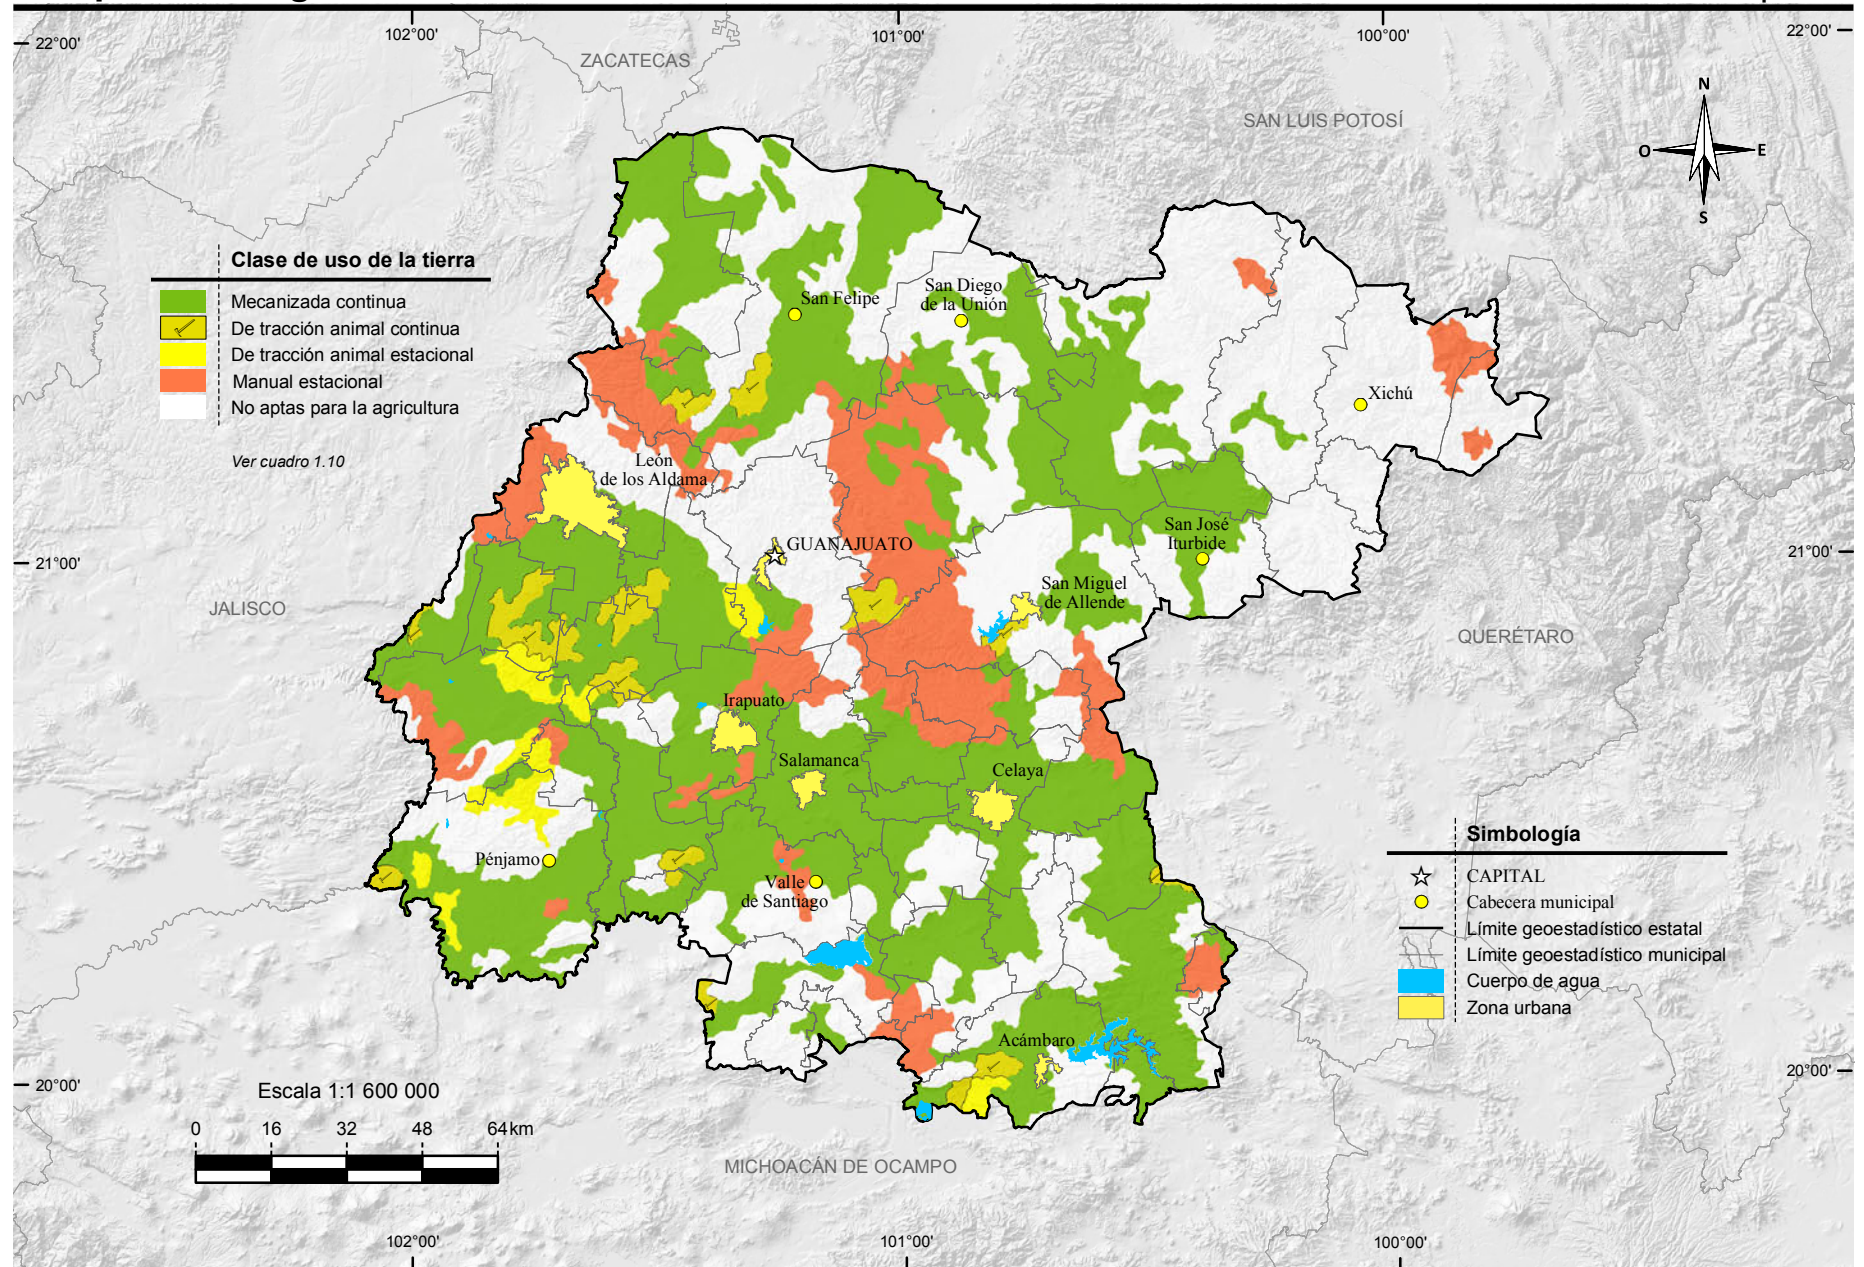 102°00'
101°00'
100°00'
22°00'
22°00'
ZACATECAS
SAN LUIS POTOSÍ
N
O
E
S
Clase de uso de la tierra
Mecanizada continua
De tracción animal continua
De tracción animal estacional
Manual estacional
No aptas para la agricultura
Ver cuadro 1.10
San Felipe
San Diego
de la Unión
Xichú
León
de los Aldama
San José
Iturbide
GUANAJUATO
21°00'
21°00'
San Miguel
de Allende
JALISCO
QUERÉTARO
Irapuato
Salamanca
Celaya
Pénjamo
Valle
de Santiago
Acámbaro
Simbología
CAPITAL
Cabecera municipal
Límite geoestadístico estatal
Límite geoestadístico municipal
Cuerpo de agua
Zona urbana
20°00'
20°00'
Escala 1:1 600 000
0 16 32 48 64 km
MICHOACÁN DE OCAMPO
102°00'
101°00'
100°00'